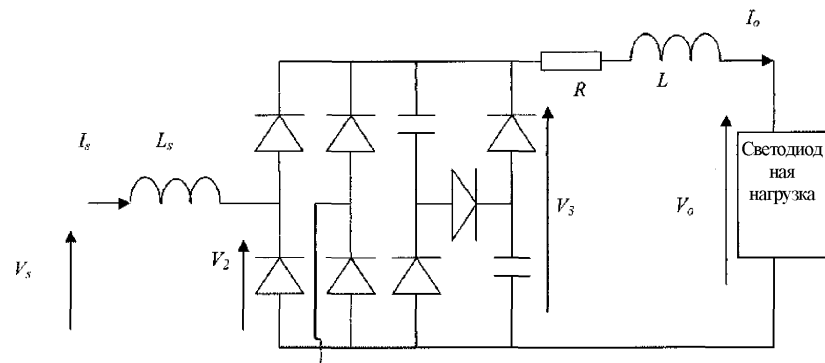 I_o
R
L
I_s
L_s
Светодиод
ная
нагрузка
V_3
V_o
V_2
V_s